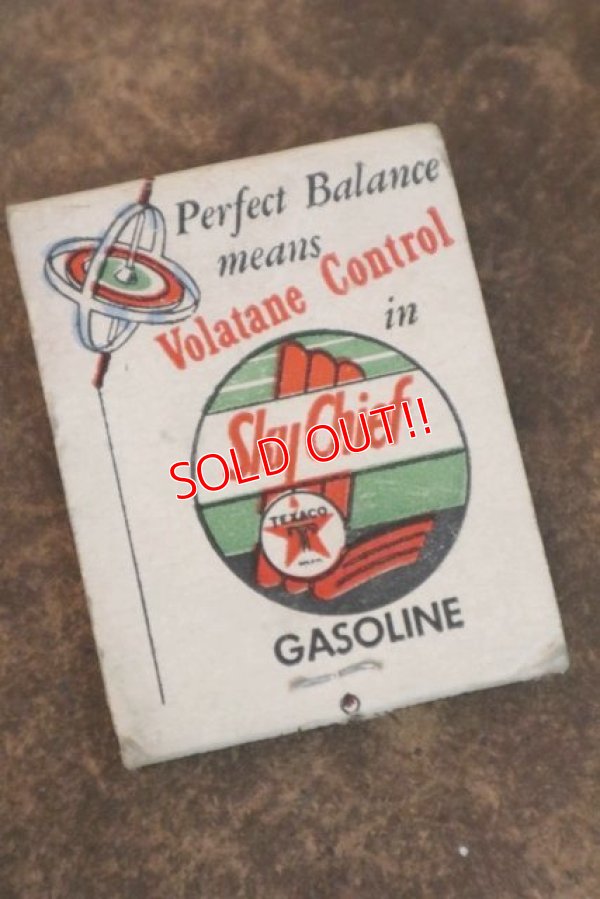 Perfect Balance
means
Volatane Control
in
Sky Chief
SOLD OUT!!
TEXACO
T
GASOLINE